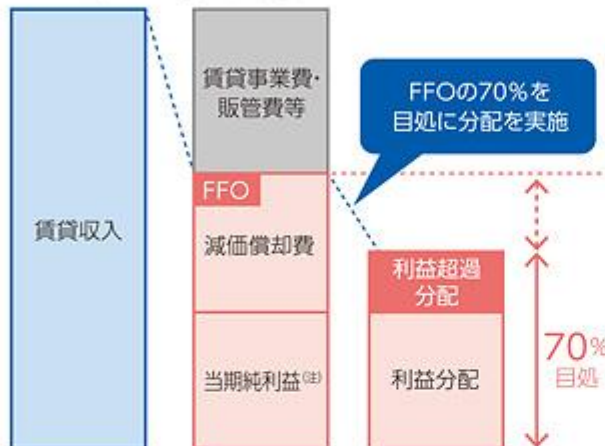 賃貸収入
賃貸事業費・
販管費等
FFO
減価償却費
当期純利益(注)
FFOの70%を
目処に分配を実施
利益超過
分配
利益分配
70%
目処